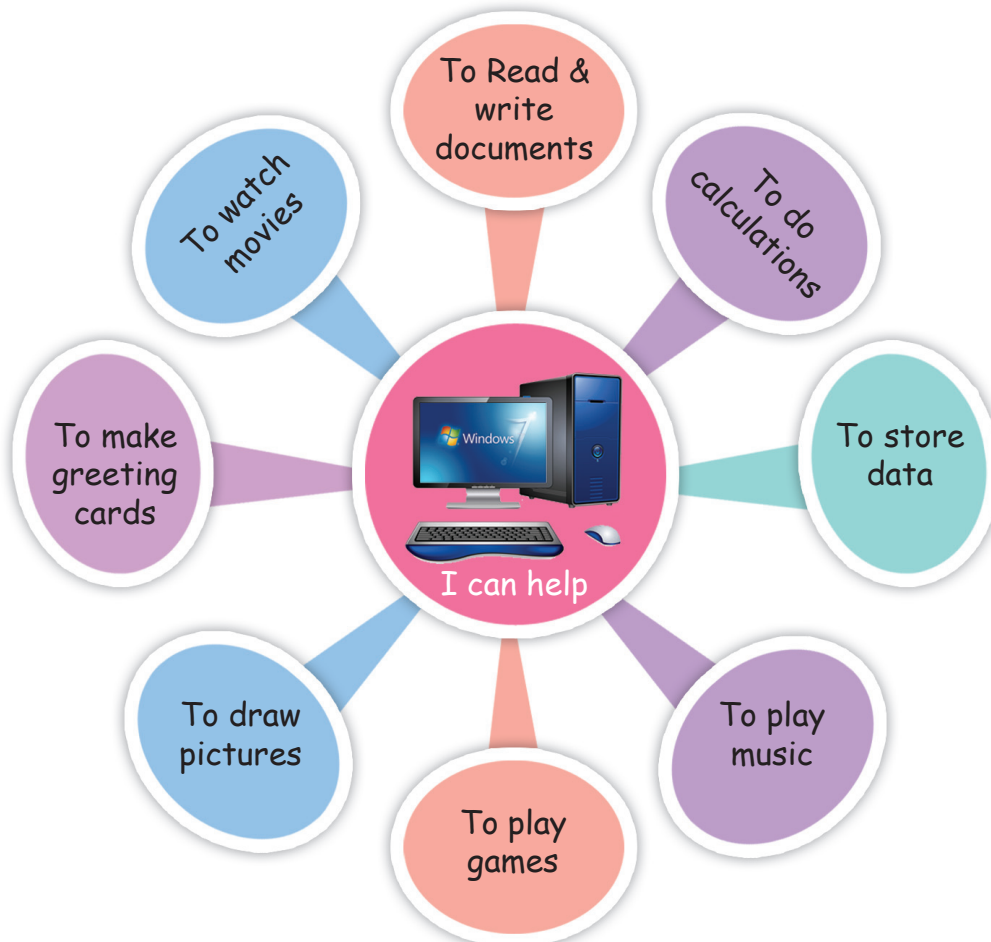 To Read &
write
documents
To do
calculations
To store
data
To play
music
To play
games
To draw
pictures
To make
greeting
cards
To watch
movies
Windows 7
I can help